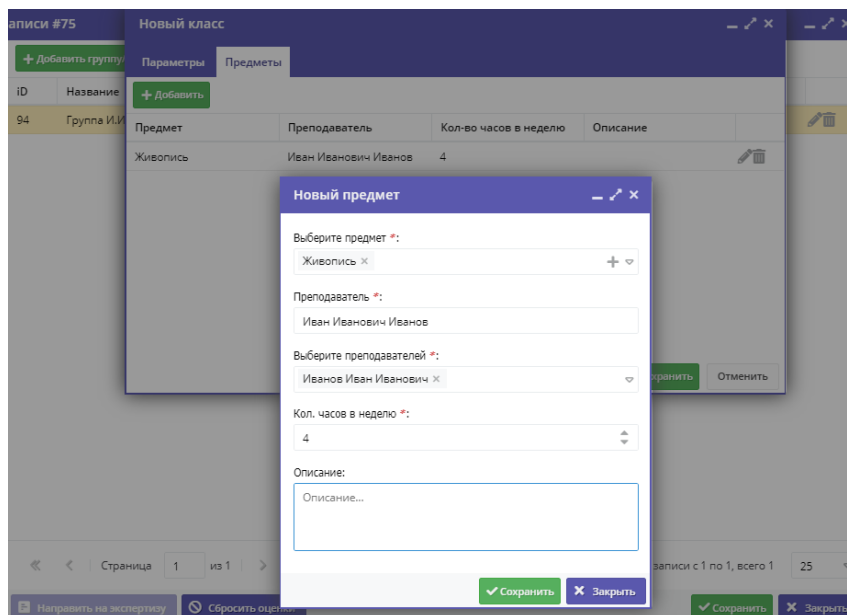 аписи #75
Новый класс
Добавить группу
Параметры
Предметы
iD
Название
Добавить
94
Группа И.И
Предмет
Преподаватель
Кол-во часов в неделю
Описание
Живопись
Иван Иванович Иванов
4
Новый предмет
Выберите предмет *:
Живопись ×
Преподаватель *:
Иван Иванович Иванов
Выберите преподавателей *:
Иванов Иван Иванович ×
Кол. часов в неделю *:
4
Описание:
Описание...
хранить
Отменить
Страница 1 из 1
записи с 1 по 1, всего 1
25
Сохранить
Закрыть
Направить на экспертизу
Сбросить оценк
Сохранить
Закрыть